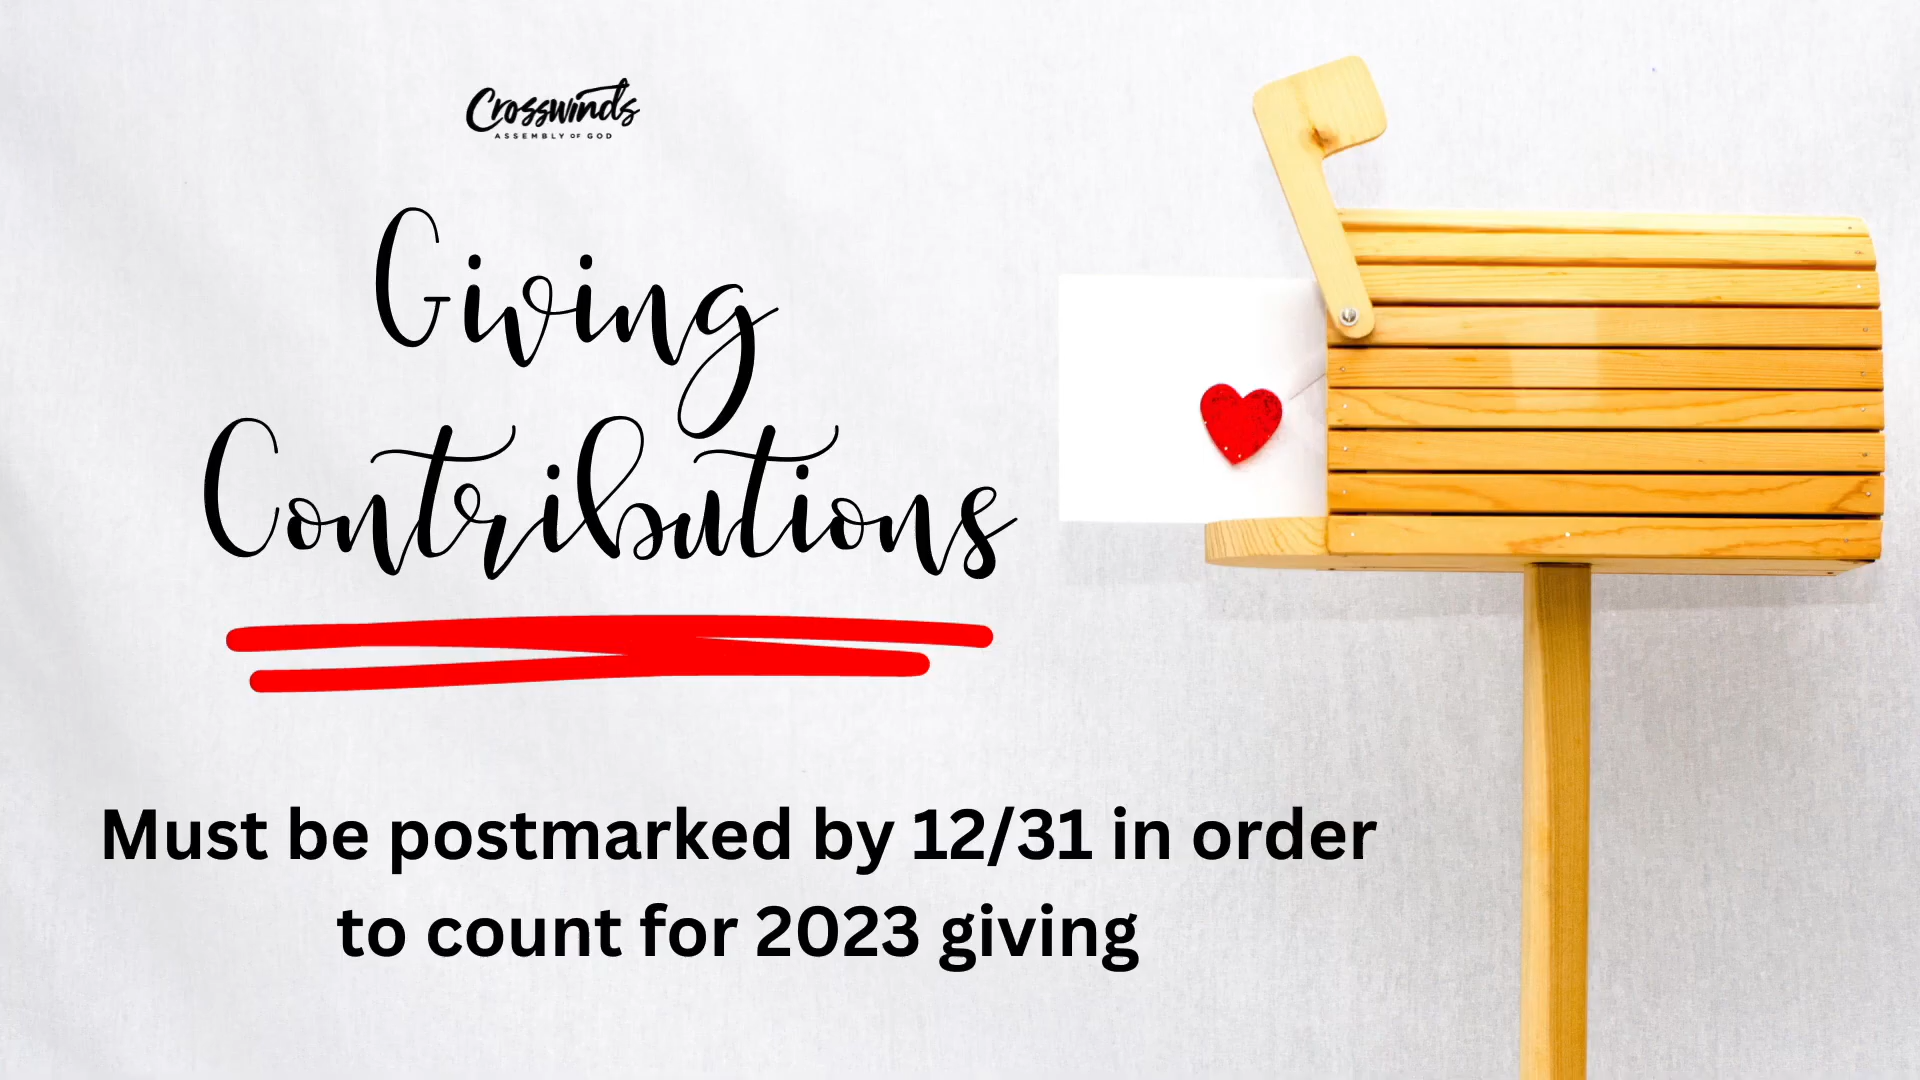 Crosswinds
ASSEMBLY OF GOD
Giving
Contributions
Must be postmarked by 12/31 in order
to count for 2023 giving